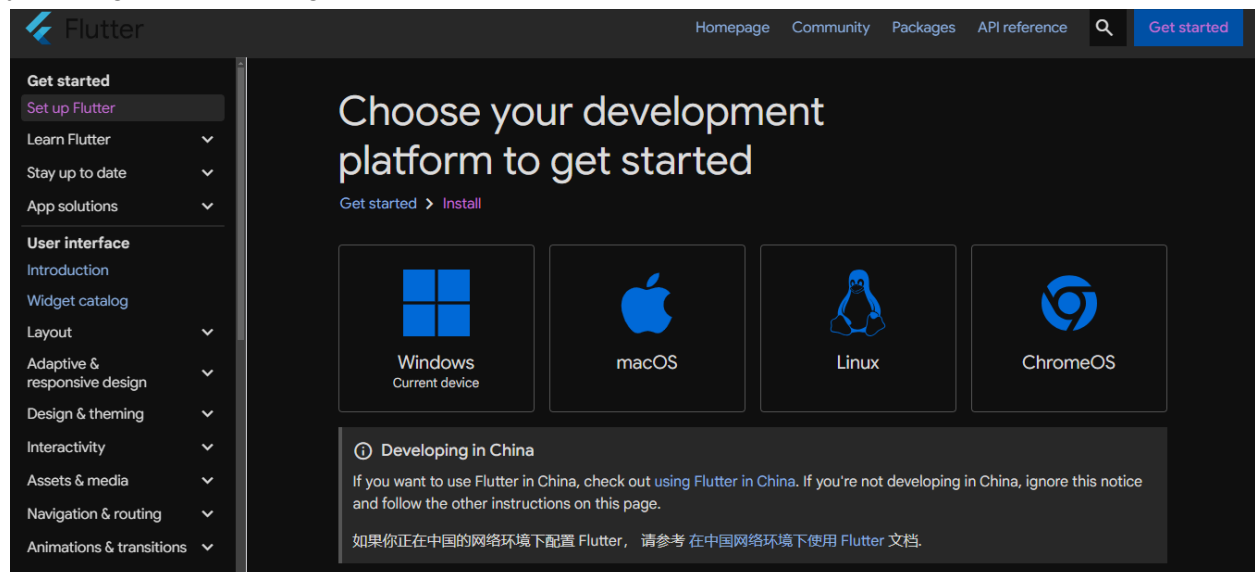 Flutter
Homepage
Community
Packages
API reference
Get started
Get started
Set up Flutter
Learn Flutter
Stay up to date
App solutions
User interface
Introduction
Widget catalog
Layout
Adaptive &
responsive design
Design & theming
Interactivity
Assets & media
Navigation & routing
Animations & transitions
Choose your development
platform to get started
Get started
Install
Windows
Current device
macOS
Linux
ChromeOS
Developing in China
If you want to use Flutter in China, check out using Flutter in China. If you're not developing in China, ignore this notice
and follow the other instructions on this page.
如果你正在中国的网络环境下配置 Flutter， 请参考 在中国网络环境下使用 Flutter 文档.